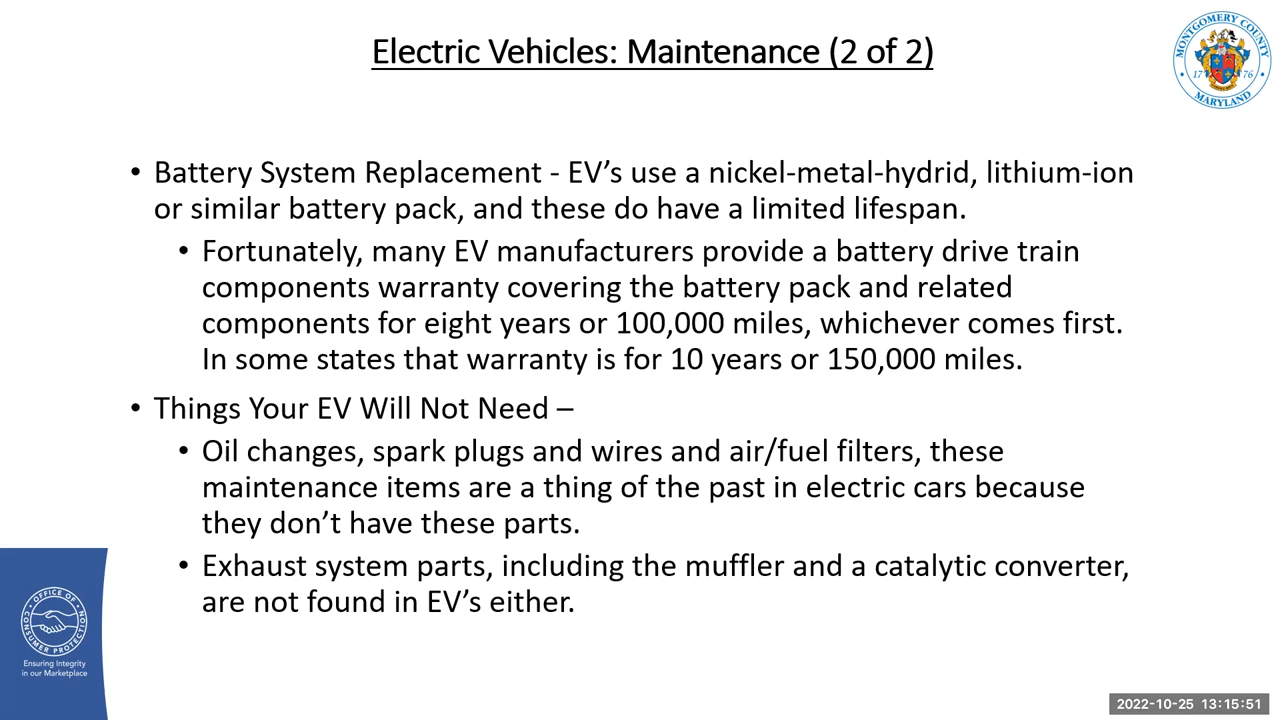 Electric Vehicles: Maintenance (2 of 2)
MONTGOMERY COUNTY
17 76
MARYLAND
• Battery System Replacement - EV’s use a nickel-metal-hydrid, lithium-ion
or similar battery pack, and these do have a limited lifespan.
• Fortunately, many EV manufacturers provide a battery drive train
components warranty covering the battery pack and related
components for eight years or 100,000 miles, whichever comes first.
In some states that warranty is for 10 years or 150,000 miles.
• Things Your EV Will Not Need –
• Oil changes, spark plugs and wires and air/fuel filters, these
maintenance items are a thing of the past in electric cars because
they don’t have these parts.
• Exhaust system parts, including the muffler and a catalytic converter,
are not found in EV’s either.
OFFICE OF
CONSUMER PROTECTION
Ensuring Integrity
in our Marketplace
2022-10-25 13:15:51